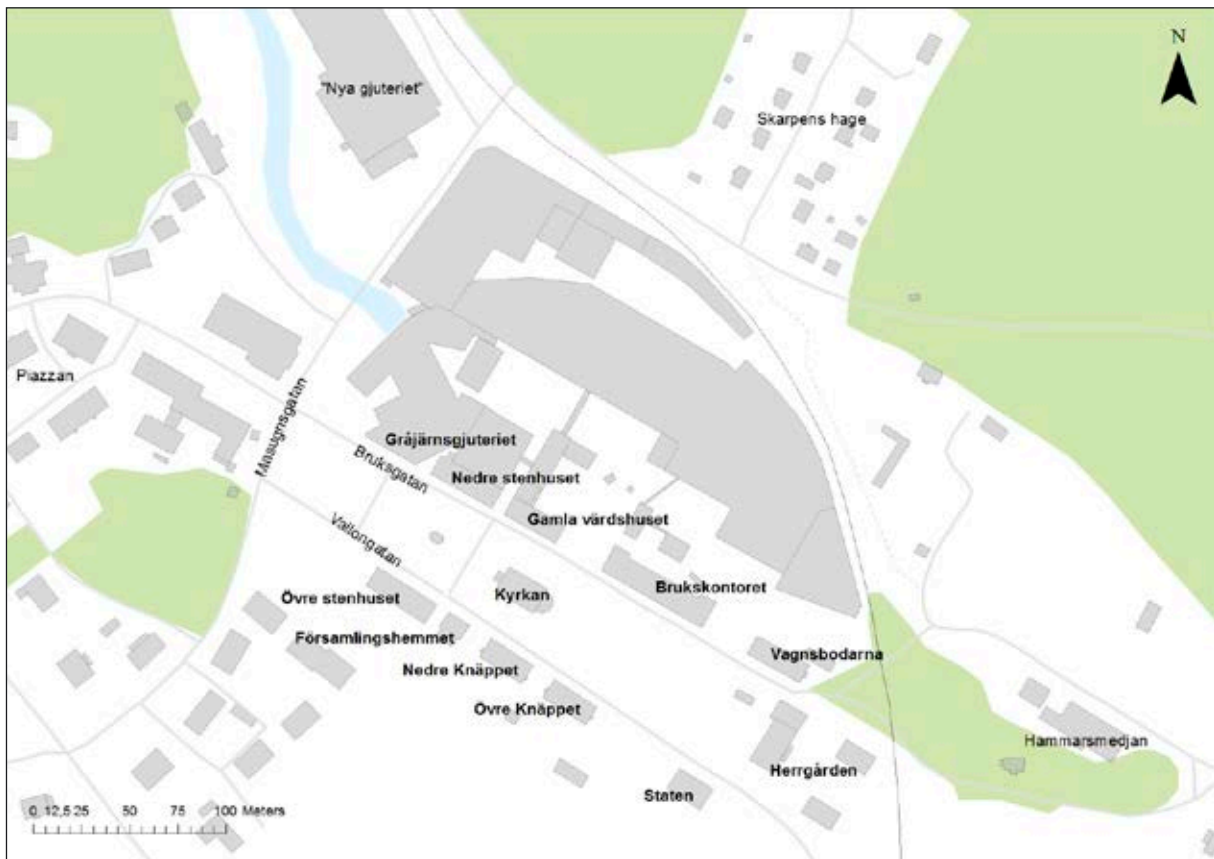 N
"Nya gjuteriet"
Skarpens hage
Piazzan
Masugnsgatan
Gråjärnsgjuteriet
Bruksgatan
Nedre stenhuset
Gamla värdshuset
Vallongatan
Brukskontoret
Övre stenhuset
Kyrkan
Församlingshemmet
Vagnsbodarna
Nedre Knäppet
Övre Knäppet
Hammarsmedjan
Herrgården
Staten
0 12,5 25 50 75 100 Meters